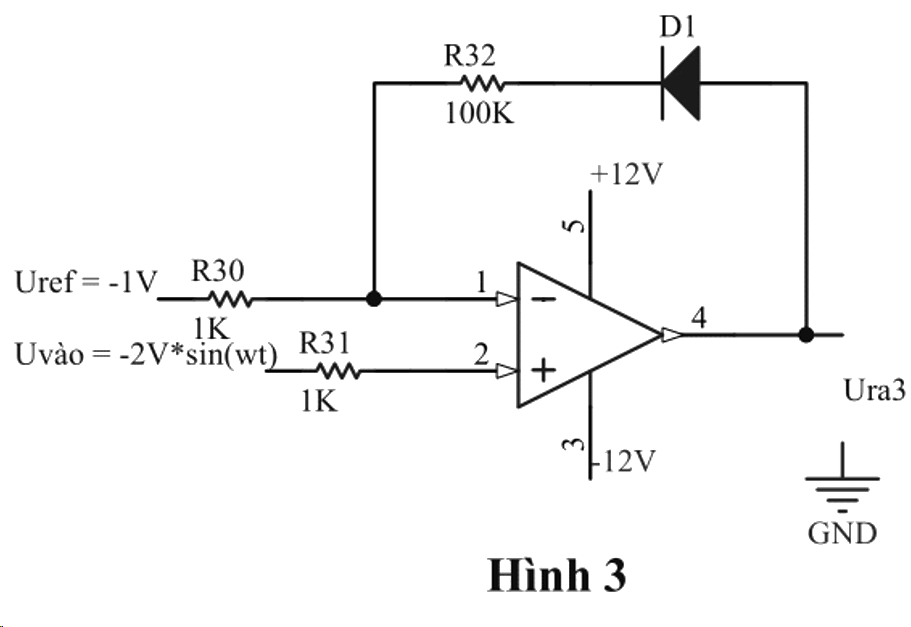 D1
R32
100K
+12V
5
Uref = -1V
R30
1
-
1K
4
Uvào = -2V*sin(wt)
R31
2
+
1K
Ura3
3
-12V
GND
Hình 3